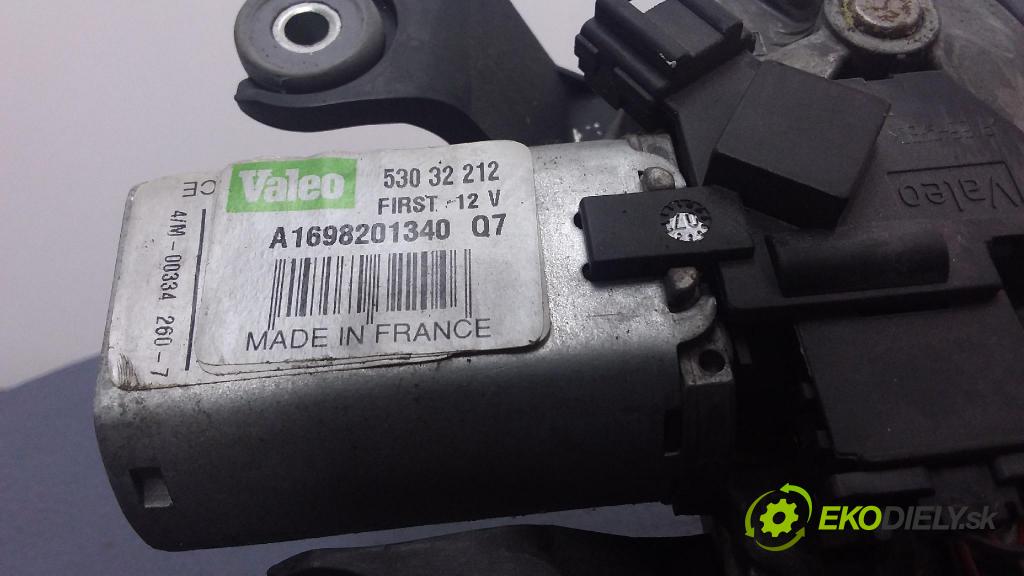 Valeo
530 32 212
FIRST - 12 V
A1698201340 Q7
MADE IN FRANCE
CE
4/M - 00334 260 - 7
Valeo
EKODIELY.sk